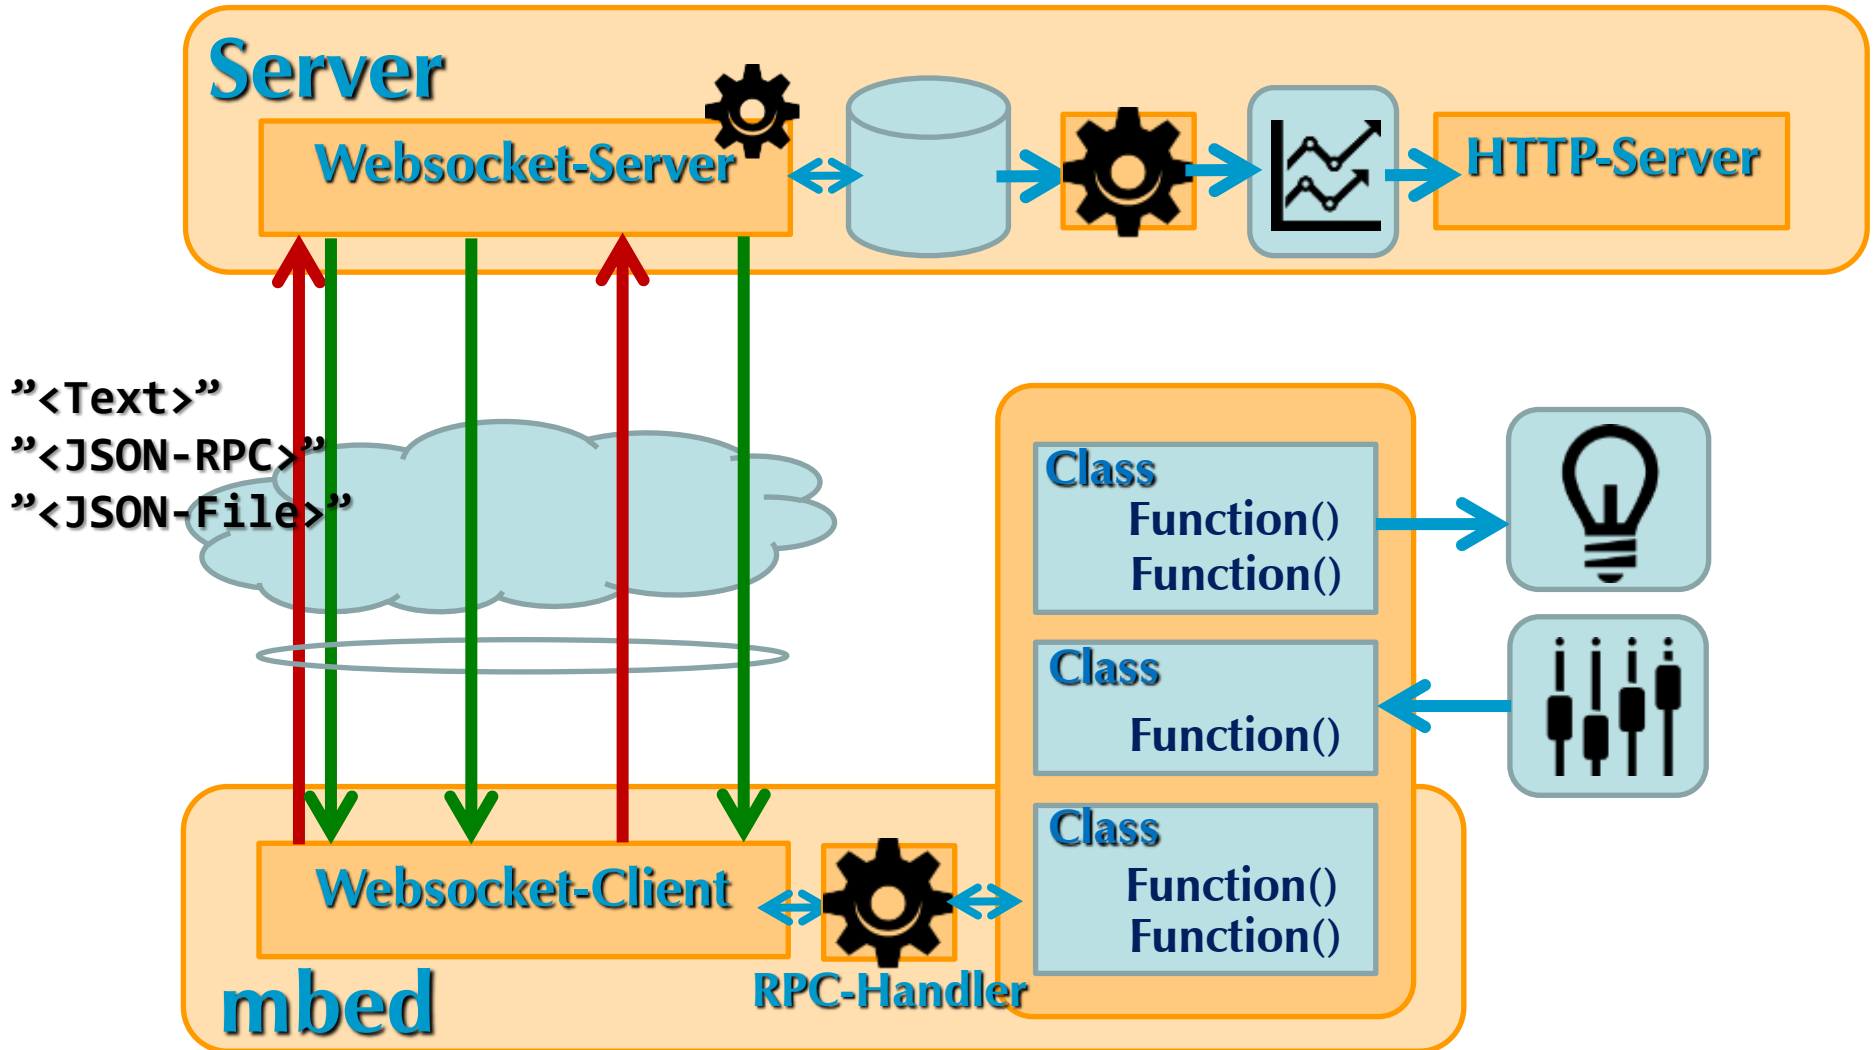 Server
Websocket-Server
HTTP-Server
”<Text>”
”<JSON-RPC>”
”<JSON-File>”
Class
Function()
Function()
Class
Function()
Class
Function()
Function()
Websocket-Client
RPC-Handler
mbed